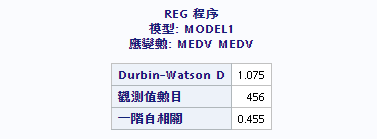 REG 程序
模型: MODEL1
應變數: MEDV MEDV
Durbin-Watson D 1.075
觀測值數目 456
一階自相關 0.455